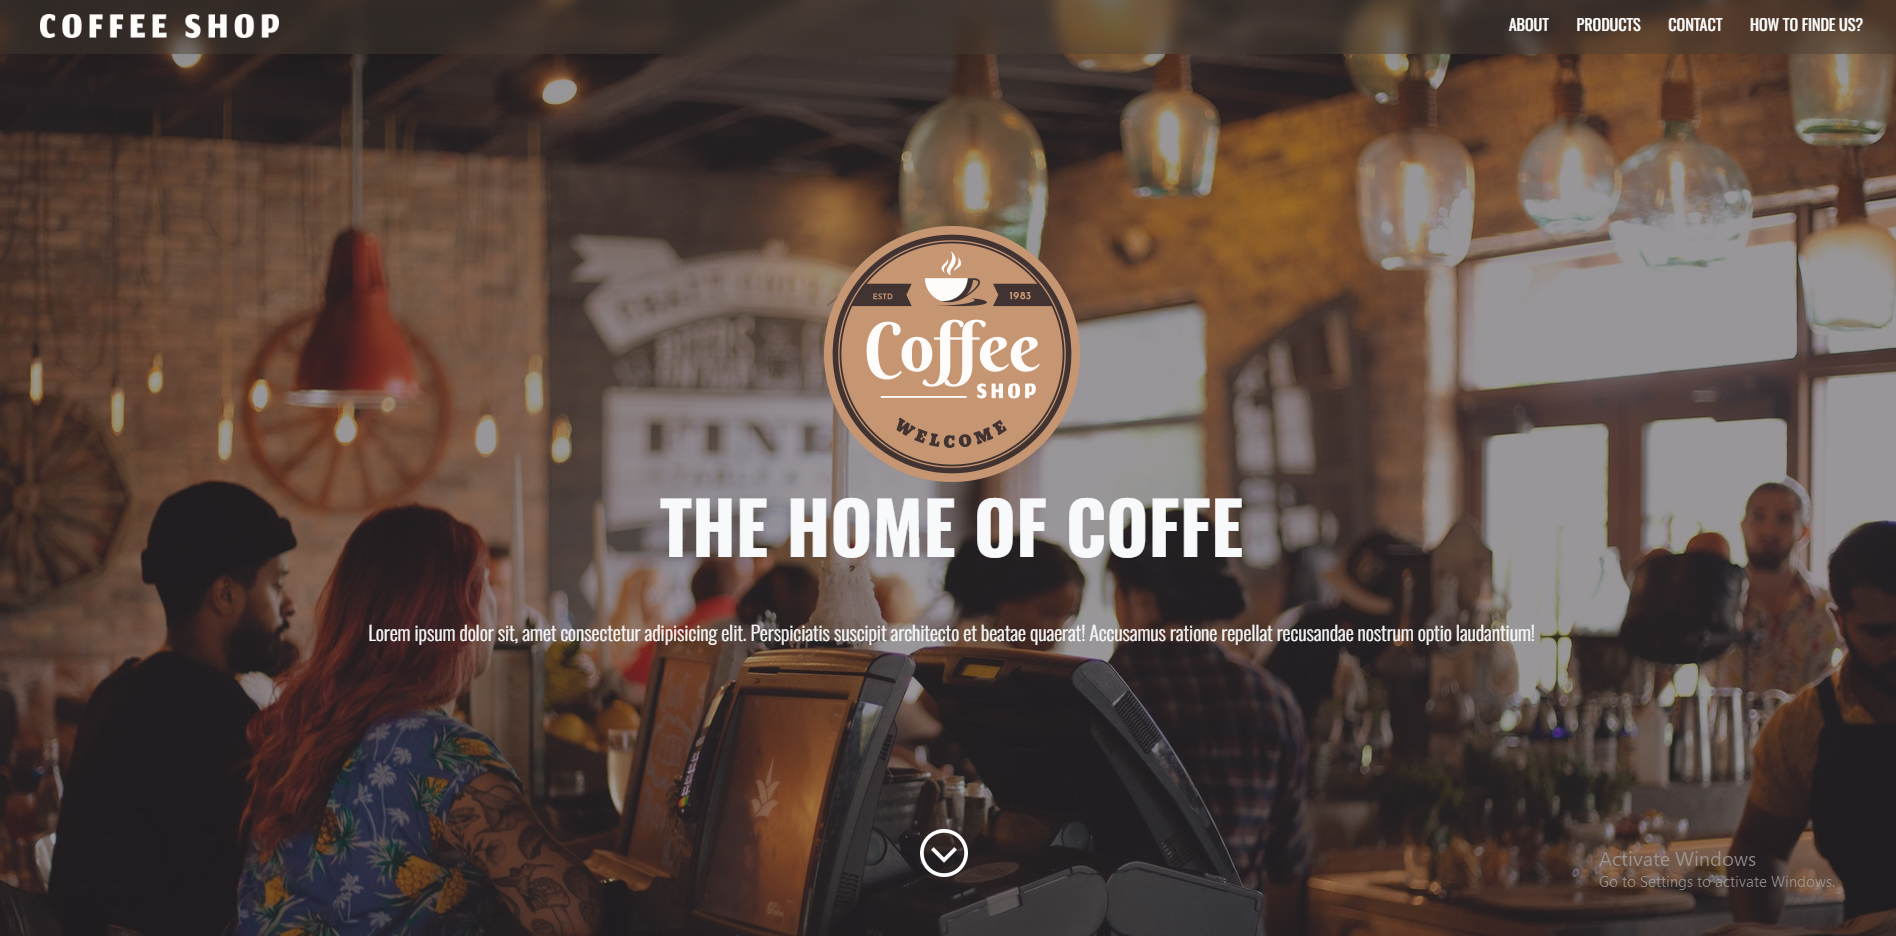 COFFEE SHOP
ABOUT PRODUCTS CONTACT HOW TO FINDE US?
ESTD 1983
Coffee
SHOP
WELCOME
FINE
THE HOME OF COFFE
Lorem ipsum dolor sit, amet consectetur adipisicing elit. Perspiciatis suscipit architecto et beatae quaerat! Accusamus ratione repellat recusandae nostrum optio laudantium!
Activate Windows
Go to Settings to activate Windows.